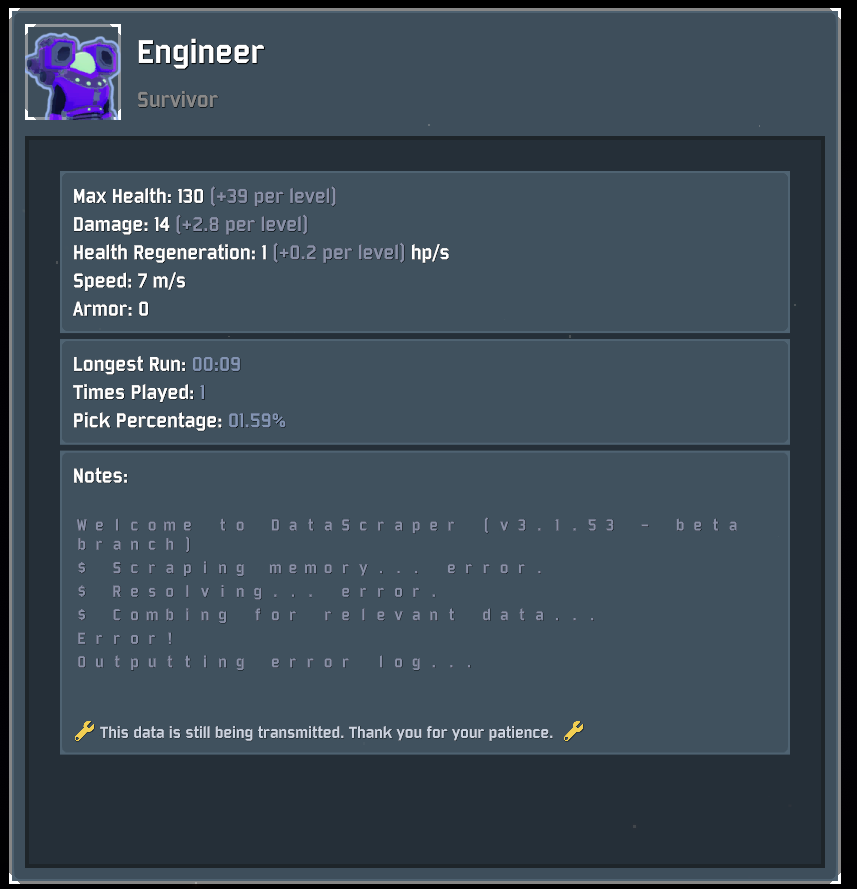 Engineer
Survivor
Max Health: 130 (+39 per level)
Damage: 14 (+2.8 per level)
Health Regeneration: 1 (+0.2 per level) hp/s
Speed: 7 m/s
Armor: 0
Longest Run: 00:09
Times Played: 1
Pick Percentage: 01.59%
Notes:
Welcome to DataScraper (v3.1.53 - beta
branch)
$ Scraping memory... error.
$ Resolving... error.
$ Combing for relevant data...
Error!
Outputting error log...
This data is still being transmitted. Thank you for your patience.